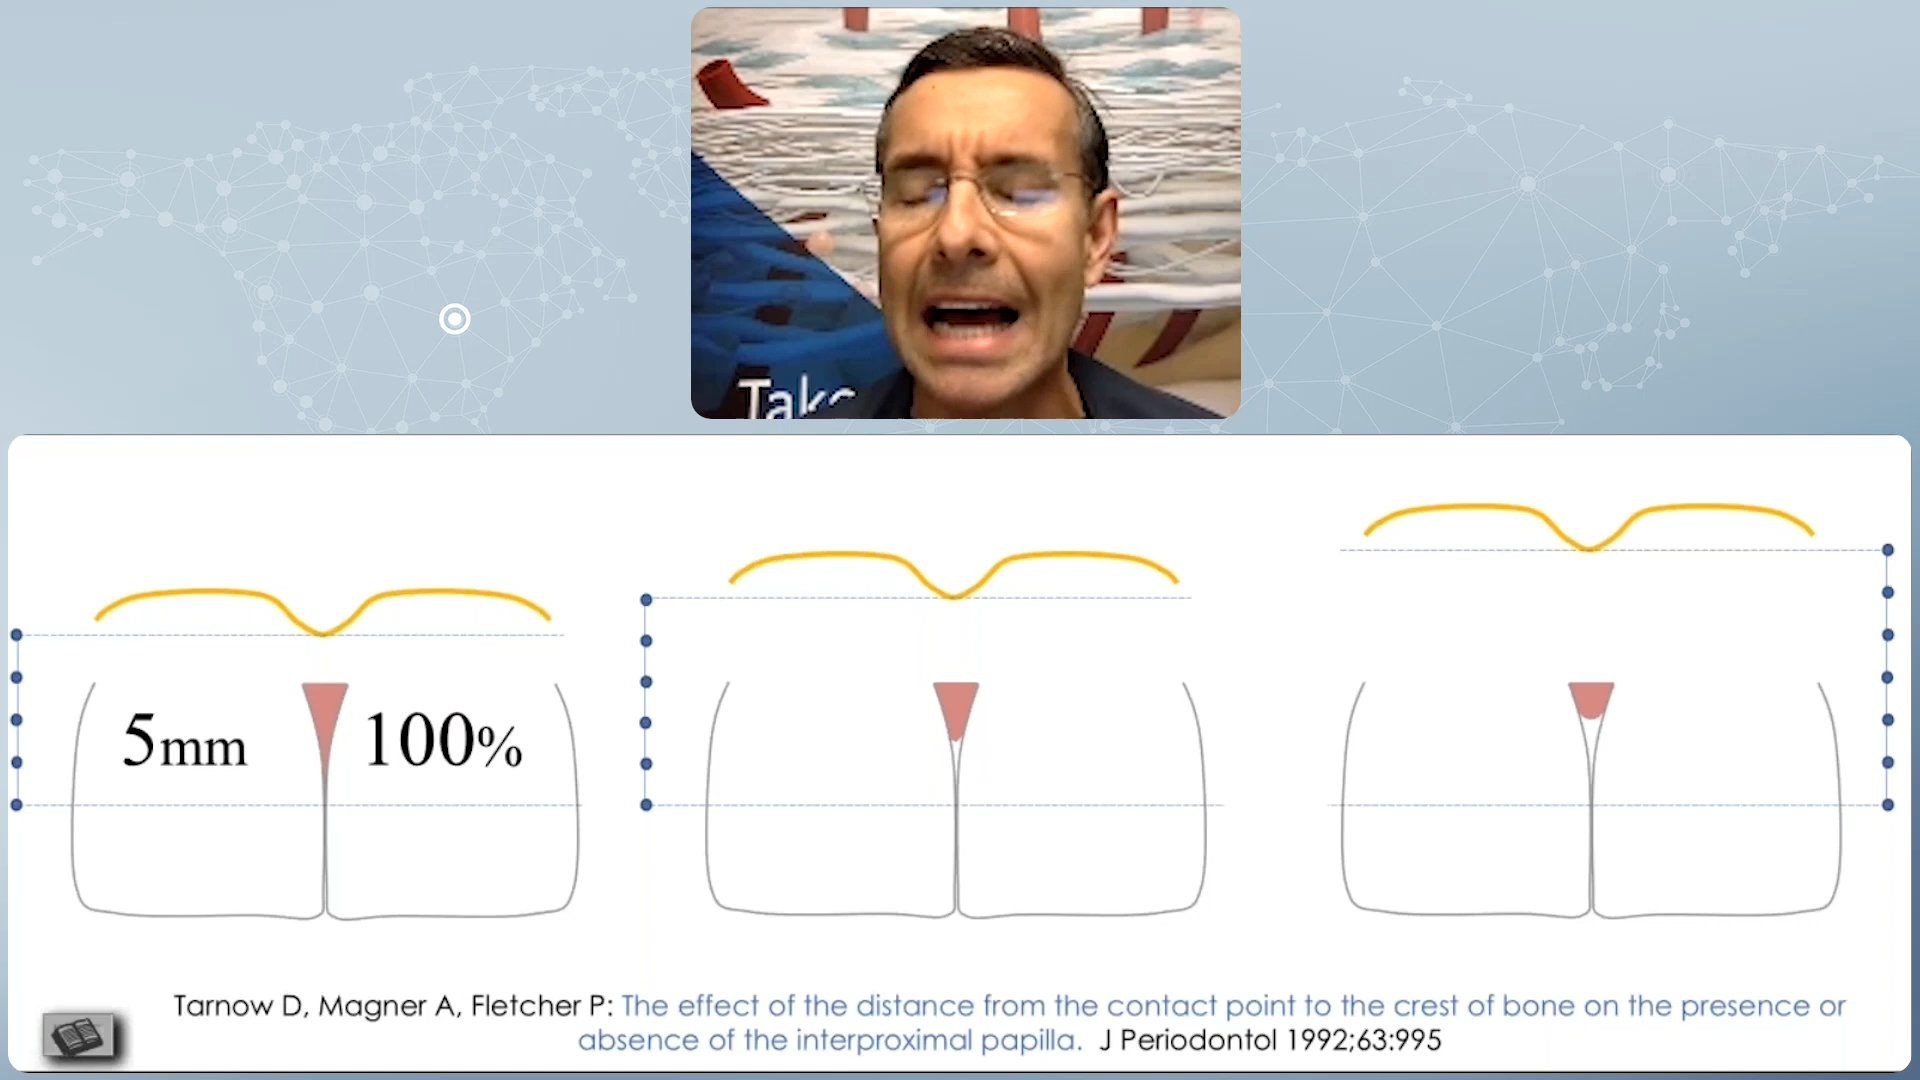 Take
5mm 100%
Tarnow D, Magner A, Fletcher P: The effect of the distance from the contact point to the crest of bone on the presence or
absence of the interproximal papilla. J Periodontol 1992;63:995